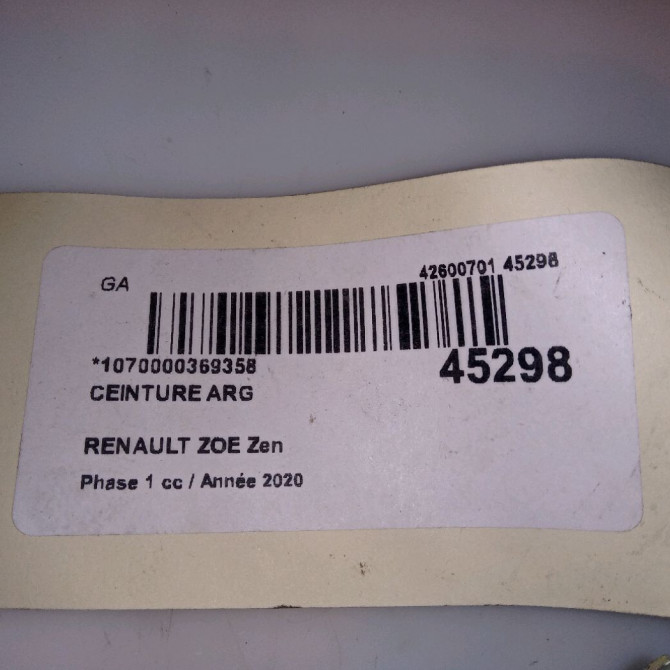 GA
42600701 45298
*1070000369358
45298
CEINTURE ARG
RENAULT ZOE Zen
Phase 1 cc / Année 2020